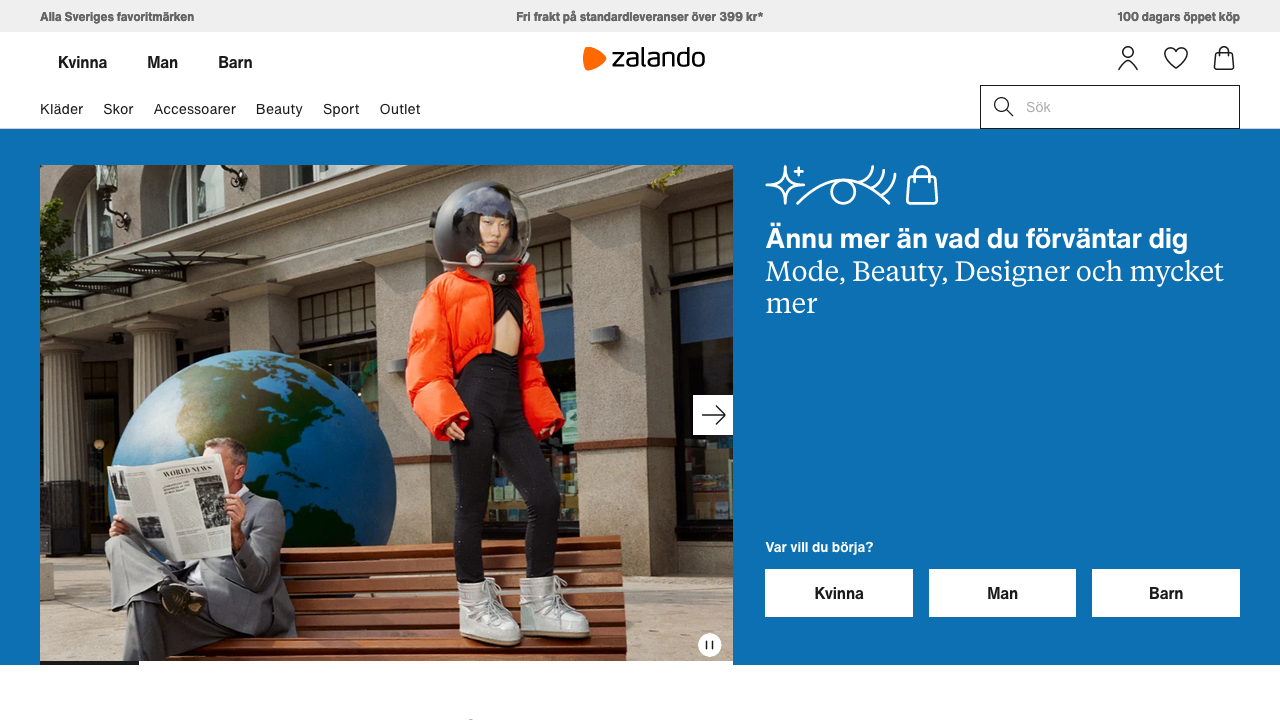 Alla Sveriges favoritmärken
Fri frakt på standardleveranser över 399 kr*
100 dagars öppet köp
Kvinna
Man
Barn
zalando
Kläder
Skor
Accessoarer
Beauty
Sport
Outlet
Sök
WORLD NEWS
Ännu mer än vad du förväntar dig
Mode, Beauty, Designer och mycket
mer
Var vill du börja?
Kvinna
Man
Barn